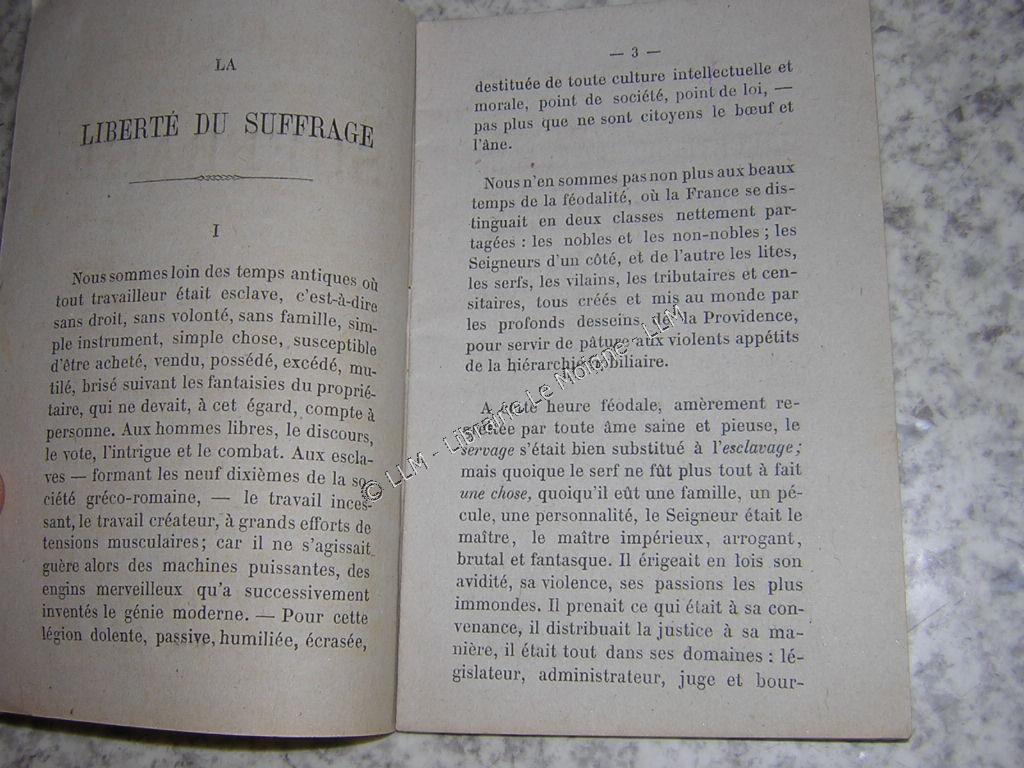 LA
LIBERTÉ DU SUFFRAGE
I
Nous sommes loin des temps antiques où
tout travailleur était esclave, c'est-à-dire
sans droit, sans volonté, sans famille, sim-
ple instrument, simple chose, susceptible
d'être acheté, vendu, possédé, excédé, mu-
tilé, brisé suivant les fantaisies du proprié-
taire, qui ne devait, à cet égard, compte à
personne. Aux hommes libres, le discours,
le vote, l'intrigue et le combat. Aux escla-
ves — formant les neuf dixièmes de la so-
ciété gréco-romaine, — le travail inces-
sant, le travail créateur, à grands efforts de
tensions musculaires; car il ne s'agissait
guère alors des machines puissantes, des
engins merveilleux qu'a successivement
inventés le génie moderne. — Pour cette
légion dolente, passive, humiliée, écrasée,
— 3 —
destituée de toute culture intellectuelle et
morale, point de société, point de loi, —
pas plus que ne sont citoyens le bœuf et
l'âne.
Nous n'en sommes pas non plus aux beaux
temps de la féodalité, où la France se dis-
tinguait en deux classes nettement par-
tagées : les nobles et les non-nobles ; les
Seigneurs d'un côté, et de l'autre les lites,
les serfs, les vilains, les tributaires et cen-
sitaires, tous créés et mis au monde par
les profonds desseins de la Providence,
pour servir de pâture aux violents appétits
de la hiérarchie nobiliaire.
A cette heure féodale, amèrement re-
grettée par toute âme saine et pieuse, le
servage s'était bien substitué à l'esclavage ;
mais quoique le serf ne fût plus tout à fait
une chose, quoiqu'il eût une famille, un pé-
cule, une personnalité, le Seigneur était le
maître, le maître impérieux, arrogant,
brutal et fantasque. Il érigeait en lois son
avidité, sa violence, ses passions les plus
immondes. Il prenait ce qui était à sa con-
venance, il distribuait la justice à sa ma-
nière, il était tout dans ses domaines : lé-
gislateur, administrateur, juge et bour-
© LLM - Librairie Le Moigne - LLM